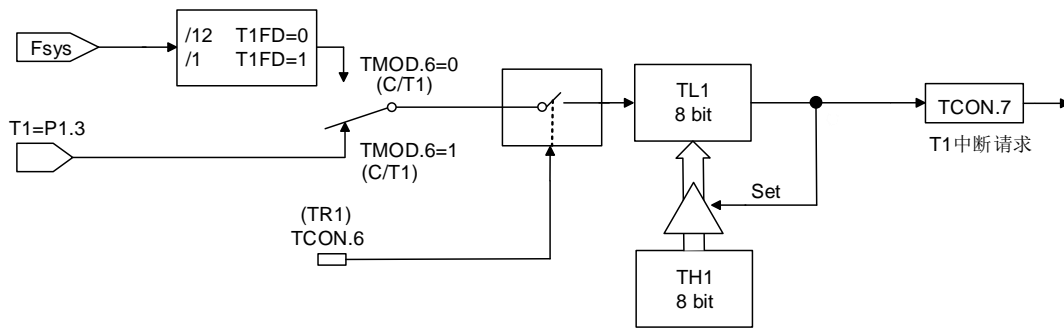 Fsys
/12 T1FD=0
/1 T1FD=1
TMOD.6=0
(C/T1)
T1=P1.3
TMOD.6=1
(C/T1)
(TR1)
TCON.6
TL1
8 bit
TCON.7
T1中断请求
Set
TH1
8 bit